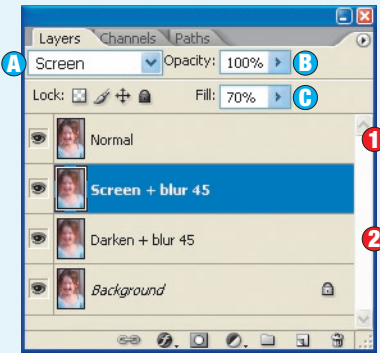 Layers Channels Paths
A Screen Opacity: 100% B
Lock: Fill: 70% C
Normal 1
Screen + blur 45
Darken + blur 45 2
Background